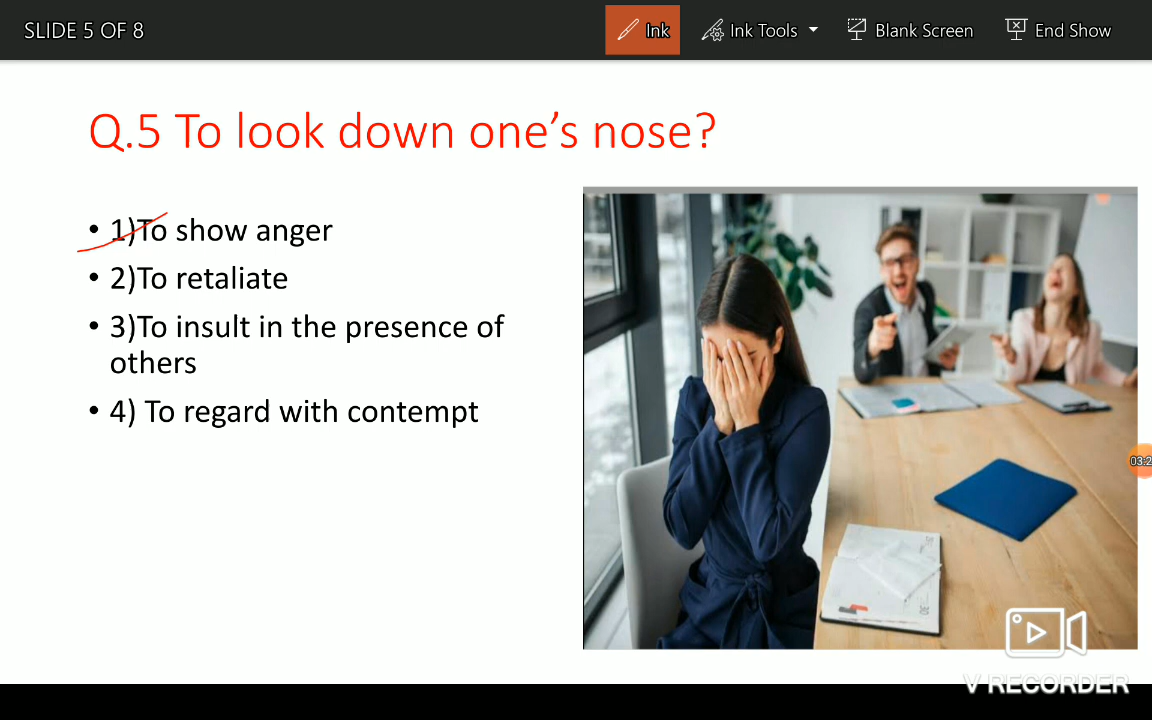 SLIDE 5 OF 8
Ink
Ink Tools
Blank Screen
End Show
Q.5 To look down one’s nose?
• 1)To show anger
• 2)To retaliate
• 3)To insult in the presence of
others
• 4) To regard with contempt
03:2
V RECORDER